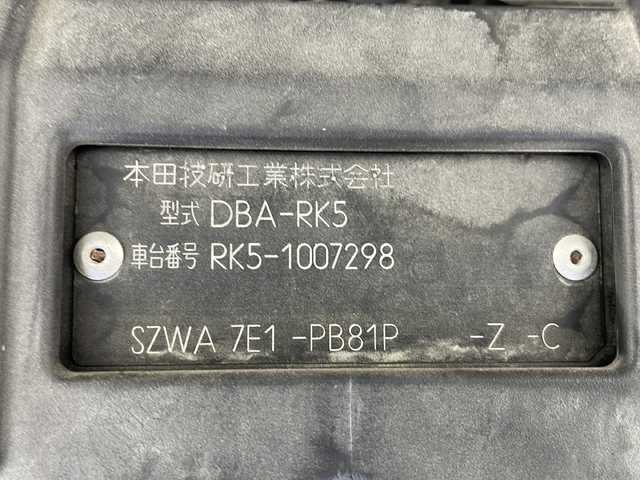 本田技研工業株式会社
型式 DBA-RK5
車台番号 RK5-1007298
SZWA 7E1 -PB81P -Z -C